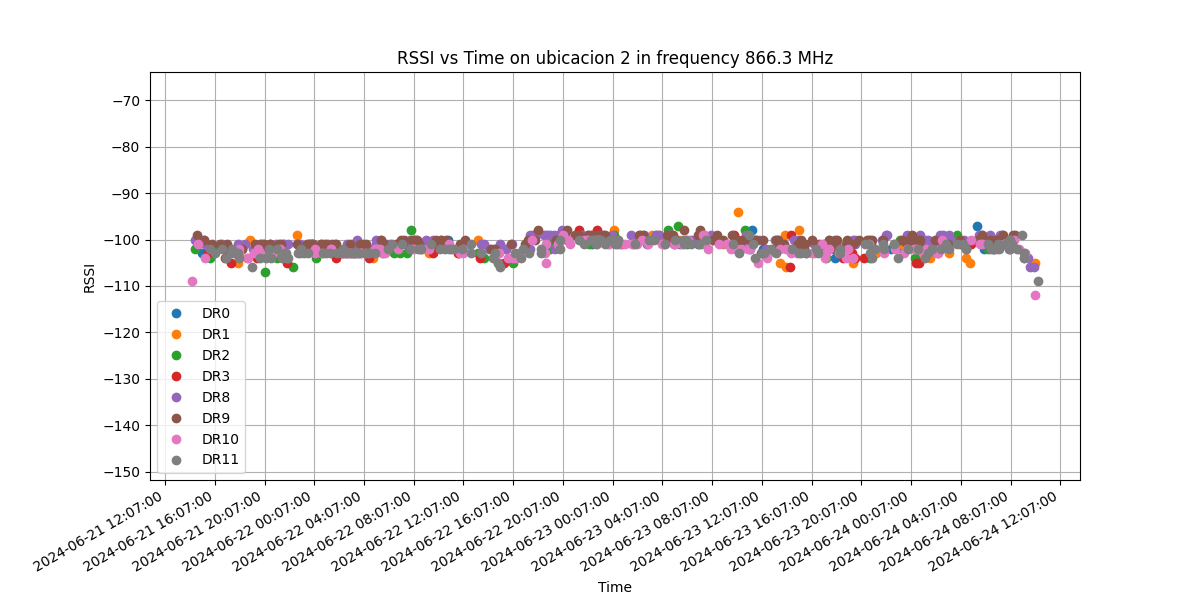 RSSI vs Time on ubicacion 2 in frequency 866.3 MHz
RSSI
−70
−80
−90
−100
−110
−120
−130
−140
−150
DR0
DR1
DR2
DR3
DR8
DR9
DR10
DR11
2024-06-21 12:07:00
2024-06-21 16:07:00
2024-06-21 20:07:00
2024-06-22 00:07:00
2024-06-22 04:07:00
2024-06-22 08:07:00
2024-06-22 12:07:00
2024-06-22 16:07:00
2024-06-22 20:07:00
2024-06-23 00:07:00
2024-06-23 04:07:00
2024-06-23 08:07:00
2024-06-23 12:07:00
2024-06-23 16:07:00
2024-06-23 20:07:00
2024-06-24 00:07:00
2024-06-24 04:07:00
2024-06-24 08:07:00
2024-06-24 12:07:00
Time